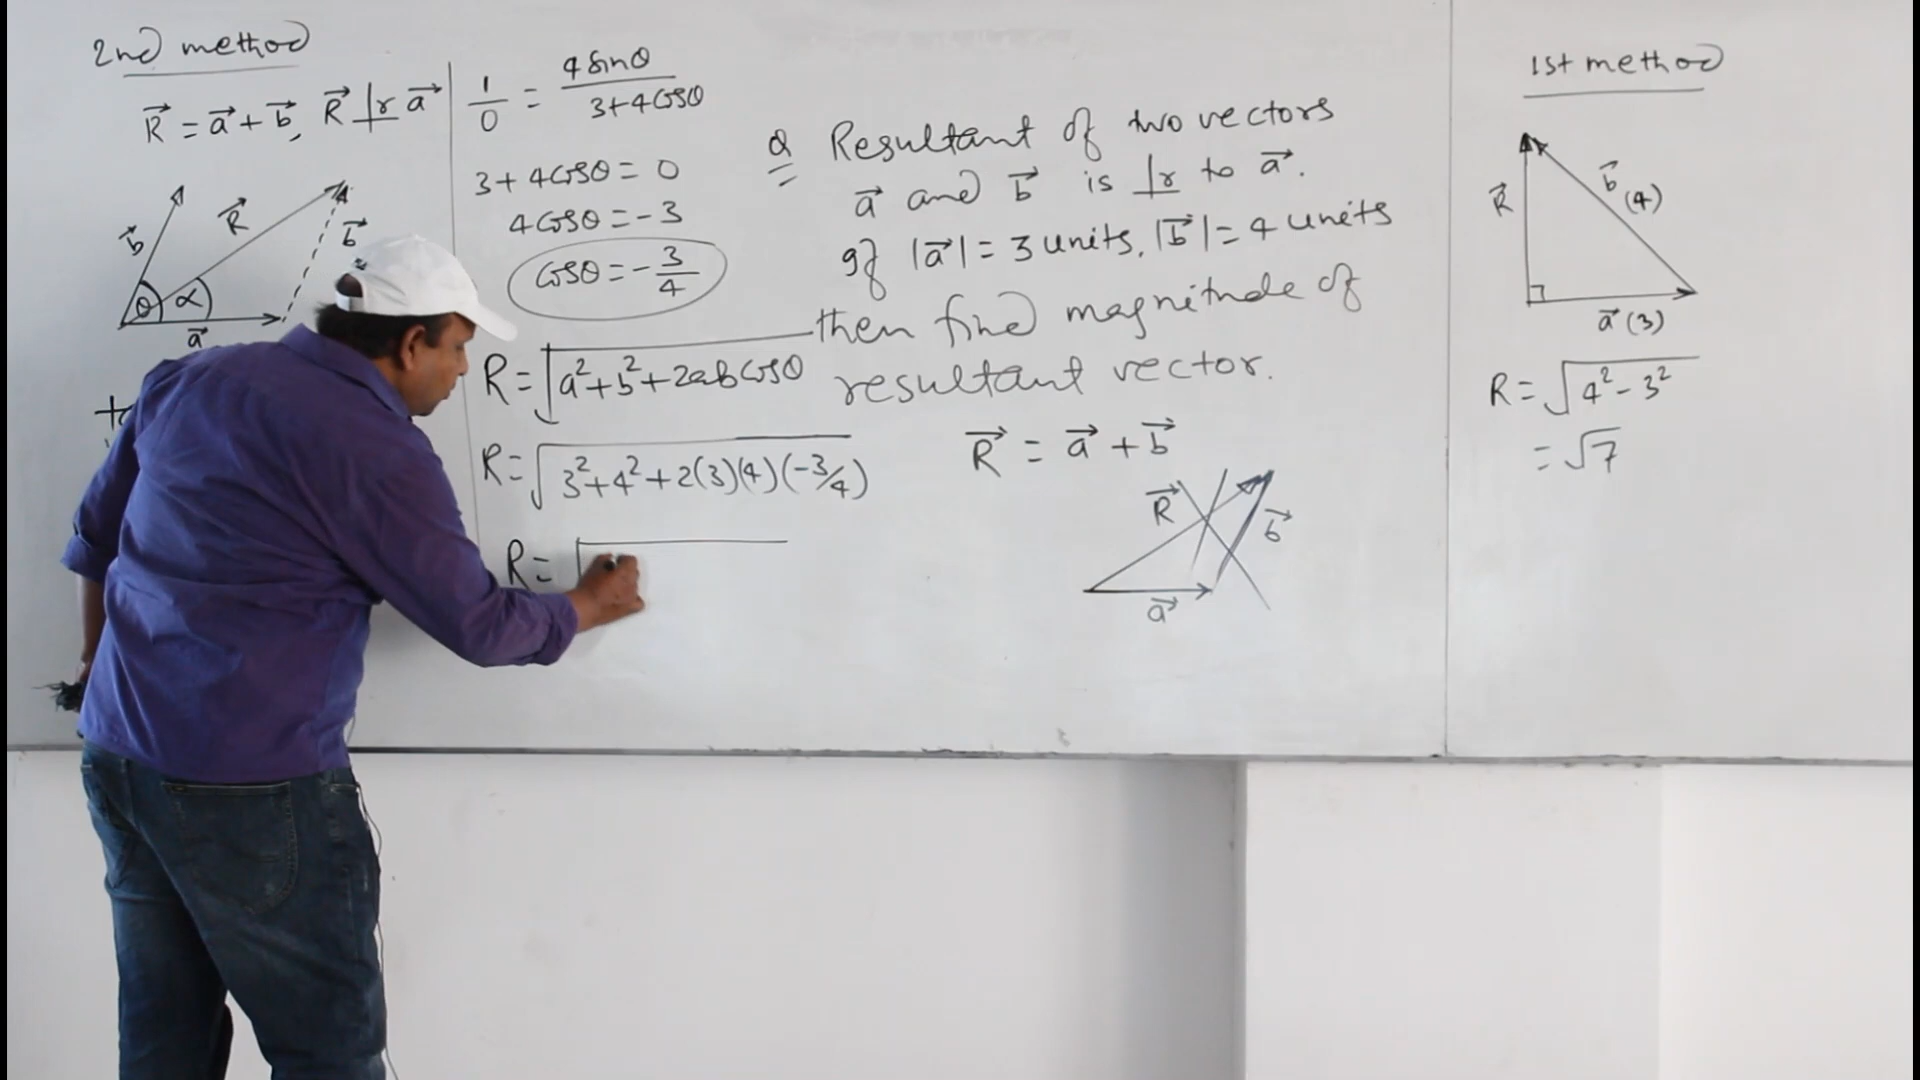 2nd method
R⃗ = a⃗ + b⃗, R⃗ ⊥r a⃗
b⃗
R⃗
b⃗
θ
α
a⃗
1/0 = 4 sinθ / 3+4cosθ
3+4cosθ = 0
4cosθ = -3
cosθ = -3/4
R = √a²+b²+2abcosθ
R = √3²+4²+2(3)(4)(-3/4)
R = √
Q Resultant of two vectors
a⃗ and b⃗ is ⊥r to a⃗.
If |a⃗| = 3 units, |b⃗| = 4 units
then find magnitude of
resultant vector.
R⃗ = a⃗ + b⃗
R⃗
b⃗
a⃗
1st method
R⃗
b⃗
(4)
a⃗ (3)
R = √4² - 3²
= √7